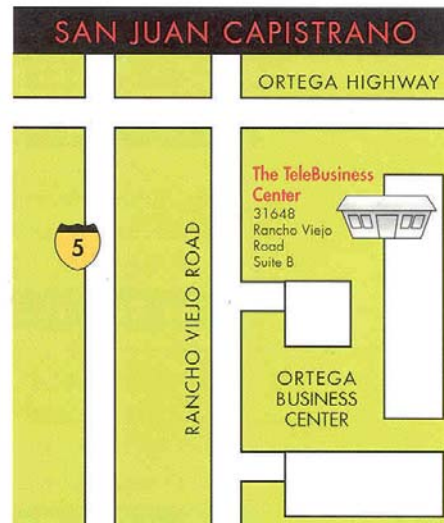 SAN JUAN CAPISTRANO
ORTEGA HIGHWAY
The TeleBusiness
Center
31648
Rancho Viejo
Road
Suite B
5
RANCHO VIEJO ROAD
ORTEGA
BUSINESS
CENTER